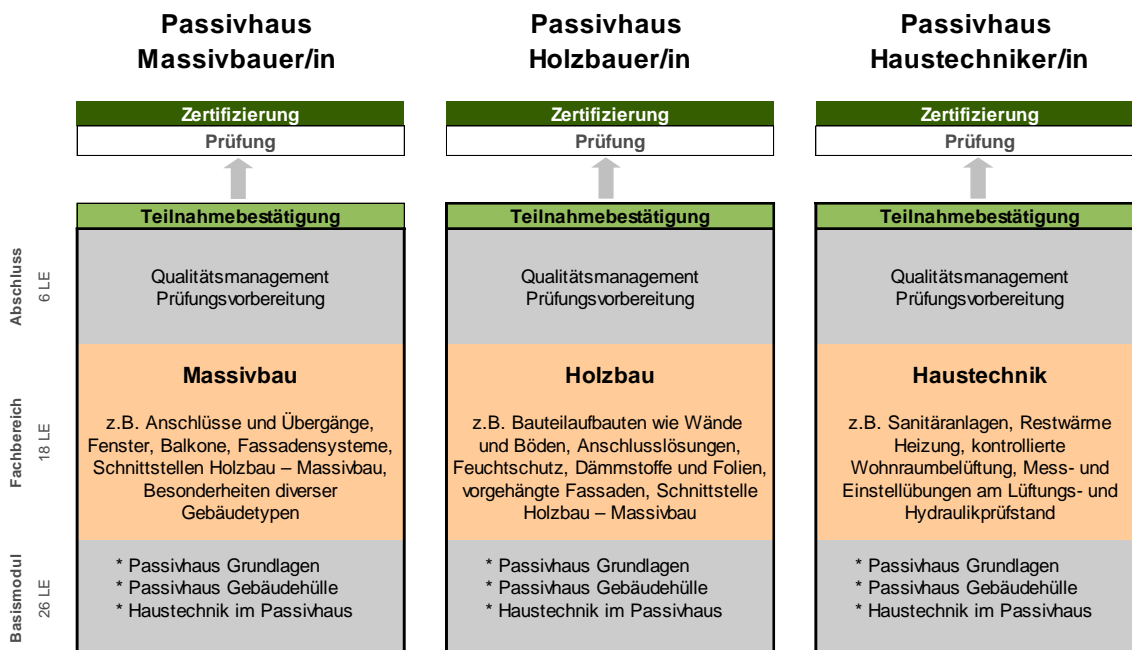 Passivhaus
Massivbauer/in
Zertifizierung
Prüfung
Teilnahmebestätigung
Qualitätsmanagement
Prüfungsvorbereitung
Massivbau
z.B. Anschlüsse und Übergänge,
Fenster, Balkone, Fassadensysteme,
Schnittstellen Holzbau – Massivbau,
Besonderheiten diverser
Gebäudetypen
* Passivhaus Grundlagen
* Passivhaus Gebäudehülle
* Haustechnik im Passivhaus
Passivhaus
Holzbauer/in
Zertifizierung
Prüfung
Teilnahmebestätigung
Qualitätsmanagement
Prüfungsvorbereitung
Holzbau
z.B. Bauteilaufbauten wie Wände
und Böden, Anschlusslösungen,
Feuchtschutz, Dämmstoffe und Folien,
vorgehängte Fassaden, Schnittstelle
Holzbau – Massivbau
* Passivhaus Grundlagen
* Passivhaus Gebäudehülle
* Haustechnik im Passivhaus
Passivhaus
Haustechniker/in
Zertifizierung
Prüfung
Teilnahmebestätigung
Qualitätsmanagement
Prüfungsvorbereitung
Haustechnik
z.B. Sanitäranlagen, Restwärme
Heizung, kontrollierte
Wohnraumbelüftung, Mess- und
Einstellübungen am Lüftungs- und
Hydraulikprüfstand
* Passivhaus Grundlagen
* Passivhaus Gebäudehülle
* Haustechnik im Passivhaus
Abschluss
6 LE
Fachbereich
18 LE
Basismodul
26 LE